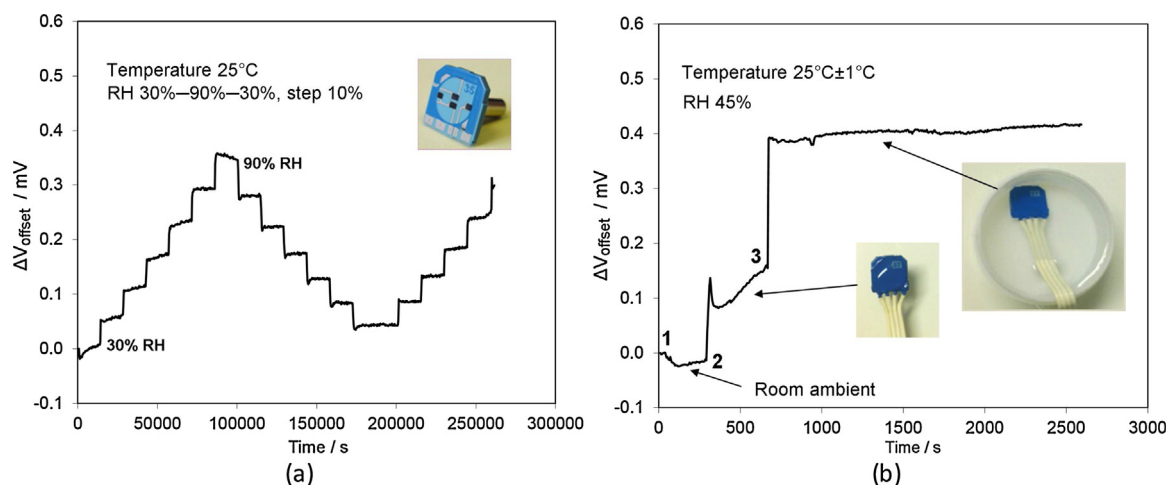 0.6
0.5
0.4
0.3
0.2
0.1
0.0
-0.1
ΔVoffset / mV
Temperature 25°C
RH 30%–90%–30%, step 10%
35
90% RH
30% RH
0
50000
100000
150000
200000
250000
300000
Time / s
(a)
0.6
0.5
0.4
0.3
0.2
0.1
0.0
-0.1
ΔVoffset / mV
Temperature 25°C±1°C
RH 45%
1
2
3
Room ambient
0
500
1000
1500
2000
2500
3000
Time / s
(b)